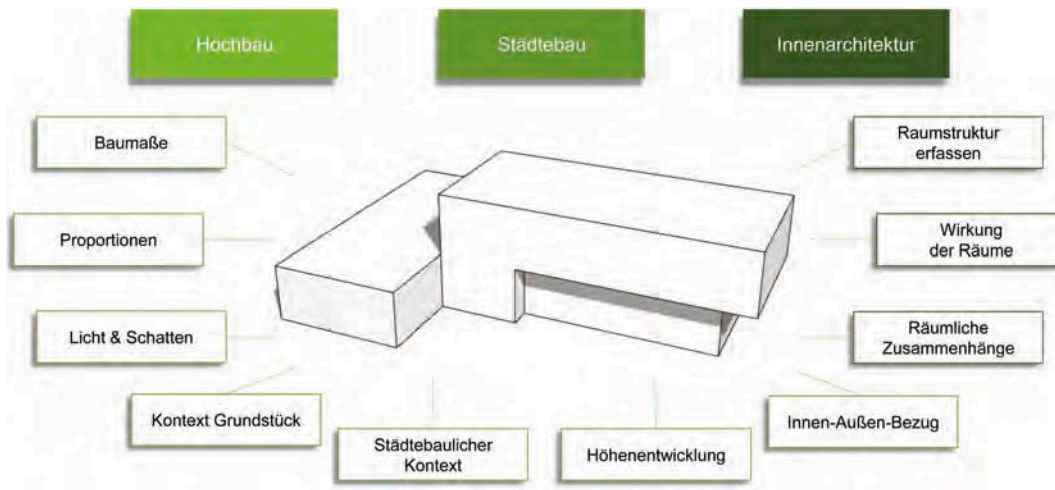 Hochbau
Städtebau
Innenarchitektur
Baumaße
Raumstruktur
erfassen
Proportionen
Wirkung
der Räume
Licht & Schatten
Räumliche
Zusammenhänge
Kontext Grundstück
Städtebaulicher
Kontext
Höhenentwicklung
Innen-Außen-Bezug